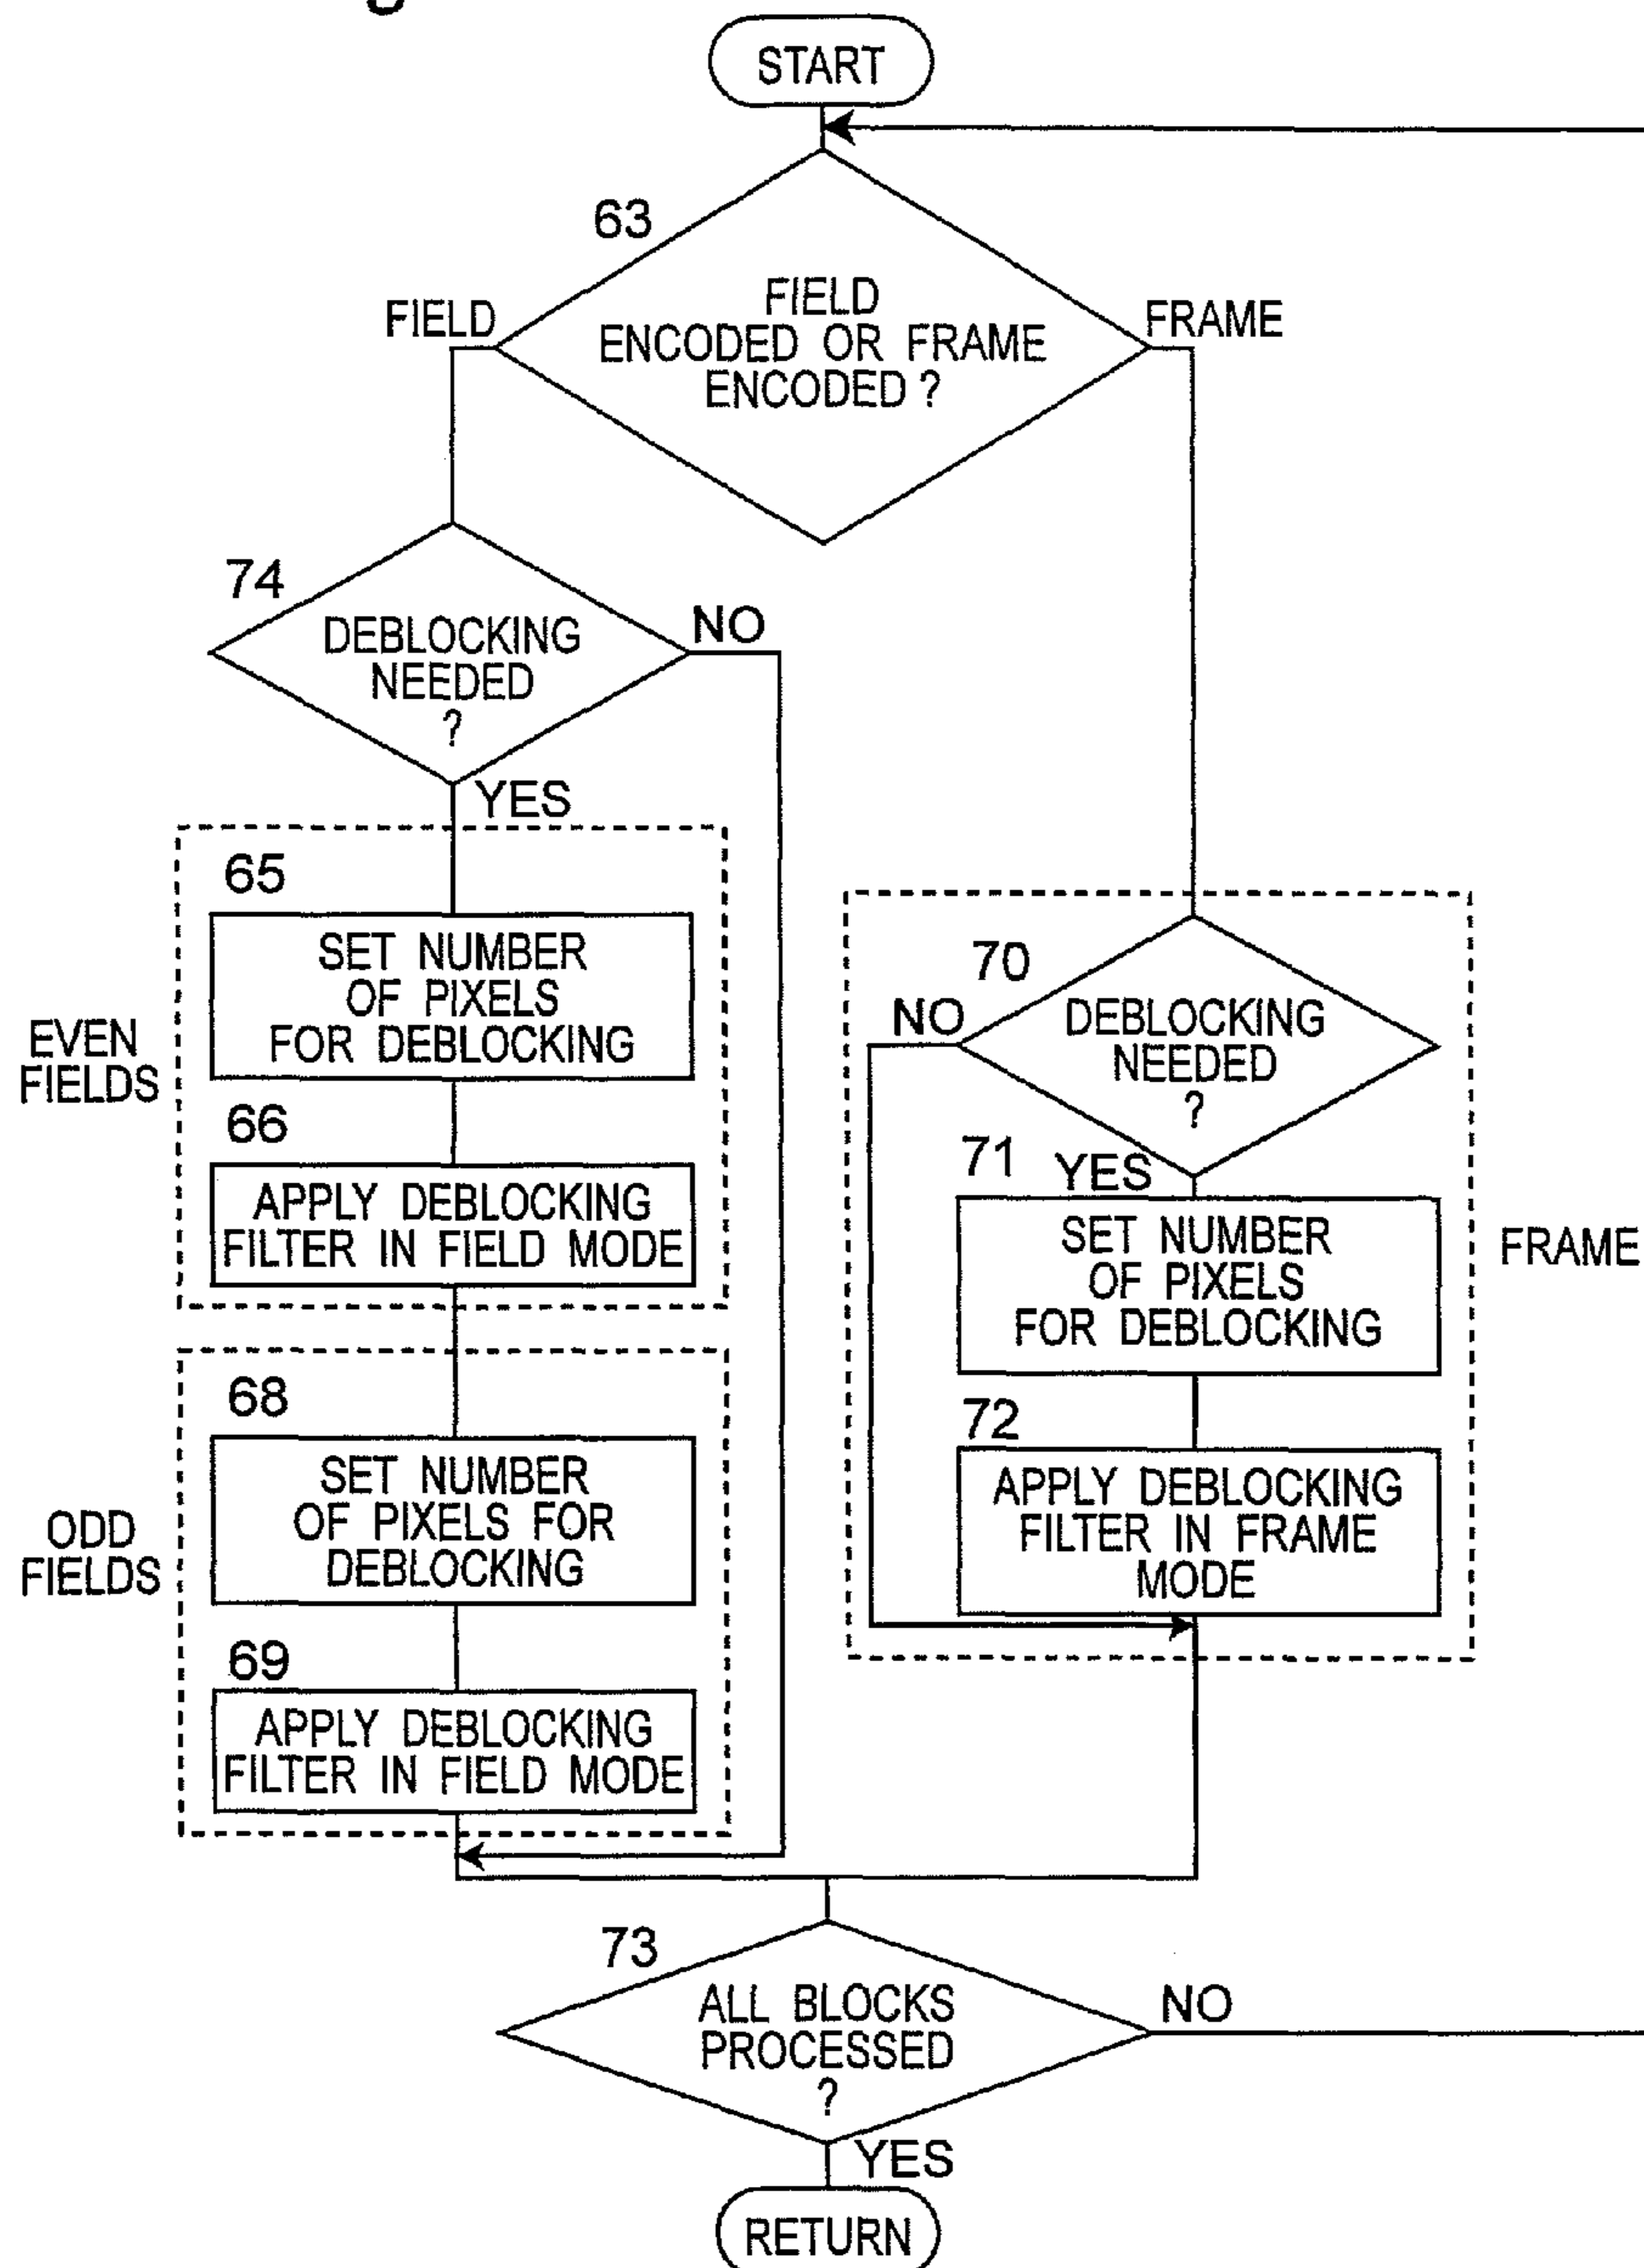 START
63
FIELD
ENCODED OR FRAME
ENCODED ?
FIELD
FRAME
74
DEBLOCKING
NEEDED
?
NO
YES
65
SET NUMBER
OF PIXELS
FOR DEBLOCKING
EVEN
FIELDS
66
APPLY DEBLOCKING
FILTER IN FIELD MODE
68
SET NUMBER
OF PIXELS FOR
DEBLOCKING
ODD
FIELDS
69
APPLY DEBLOCKING
FILTER IN FIELD MODE
70
DEBLOCKING
NEEDED
?
NO
YES
71
SET NUMBER
OF PIXELS
FOR DEBLOCKING
FRAME
72
APPLY DEBLOCKING
FILTER IN FRAME
MODE
73
ALL BLOCKS
PROCESSED
?
NO
YES
RETURN